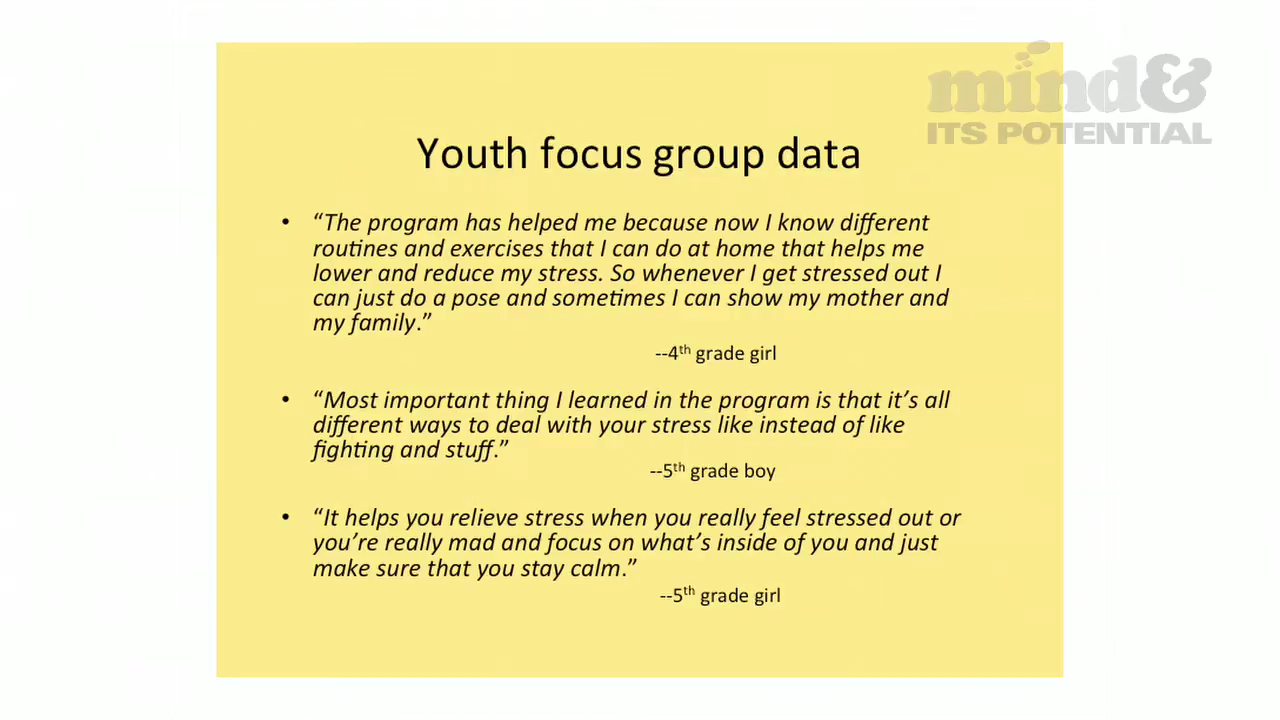 mind&
ITS POTENTIAL
Youth focus group data
• “The program has helped me because now I know different
routines and exercises that I can do at home that helps me
lower and reduce my stress. So whenever I get stressed out I
can just do a pose and sometimes I can show my mother and
my family.”
--4th grade girl
• “Most important thing I learned in the program is that it’s all
different ways to deal with your stress like instead of like
fighting and stuff.”
--5th grade boy
• “It helps you relieve stress when you really feel stressed out or
you’re really mad and focus on what’s inside of you and just
make sure that you stay calm.”
--5th grade girl